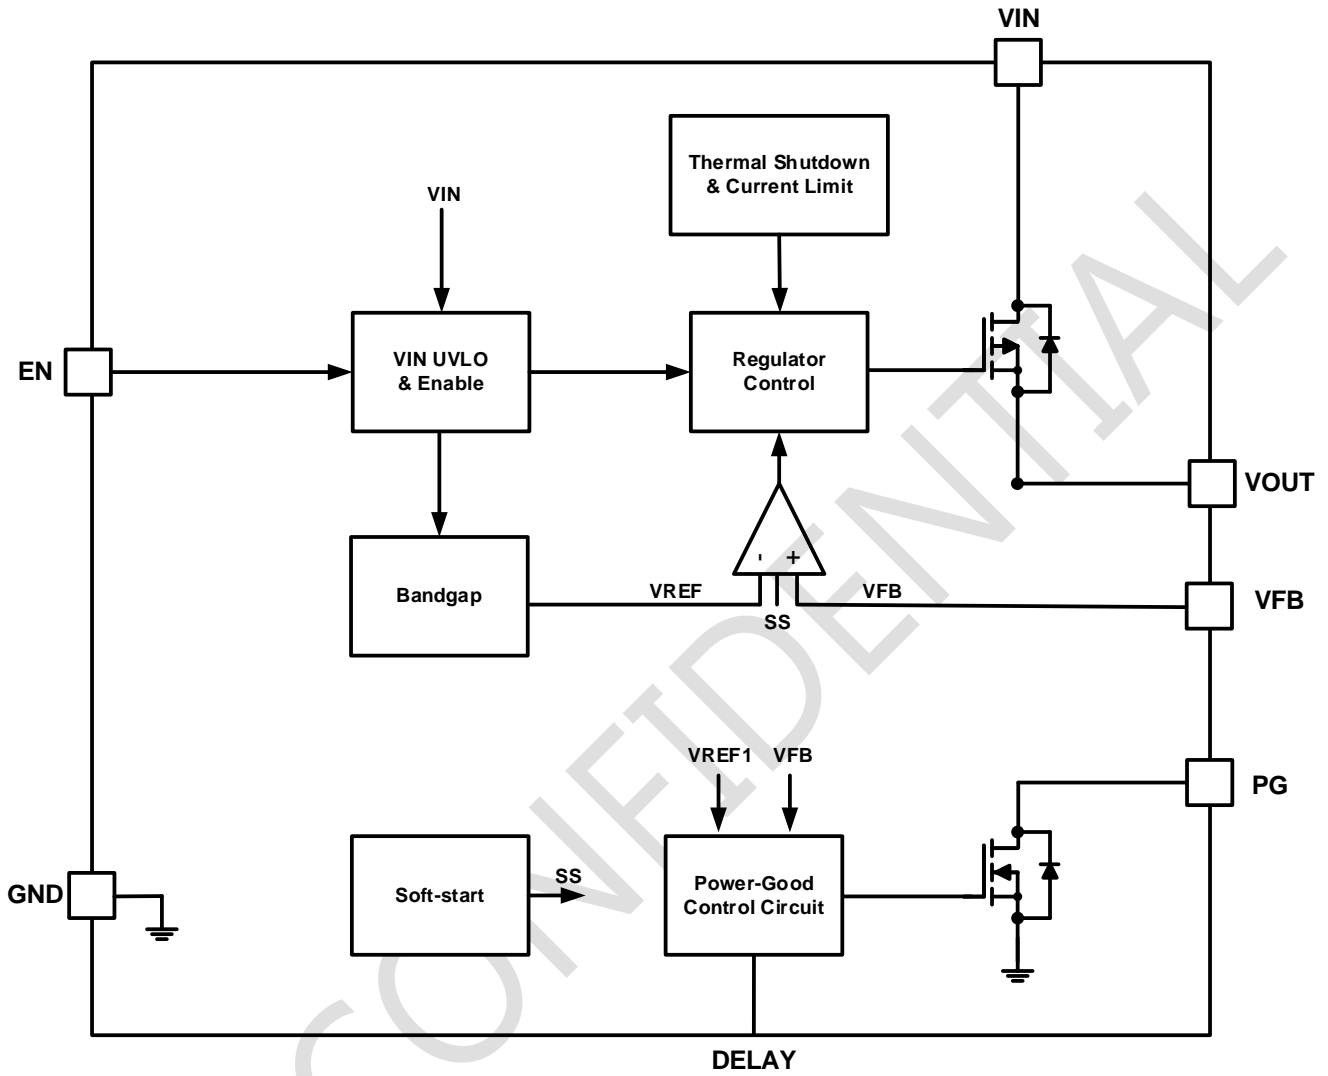 VIN
Thermal Shutdown
& Current Limit
VIN
EN
VIN UVLO
& Enable
Regulator
Control
VOUT
- +
Bandgap
VREF
SS
VFB
VFB
VREF1 VFB
PG
GND
Soft-start
SS
Power-Good
Control Circuit
DELAY
CONFIDENTIAL